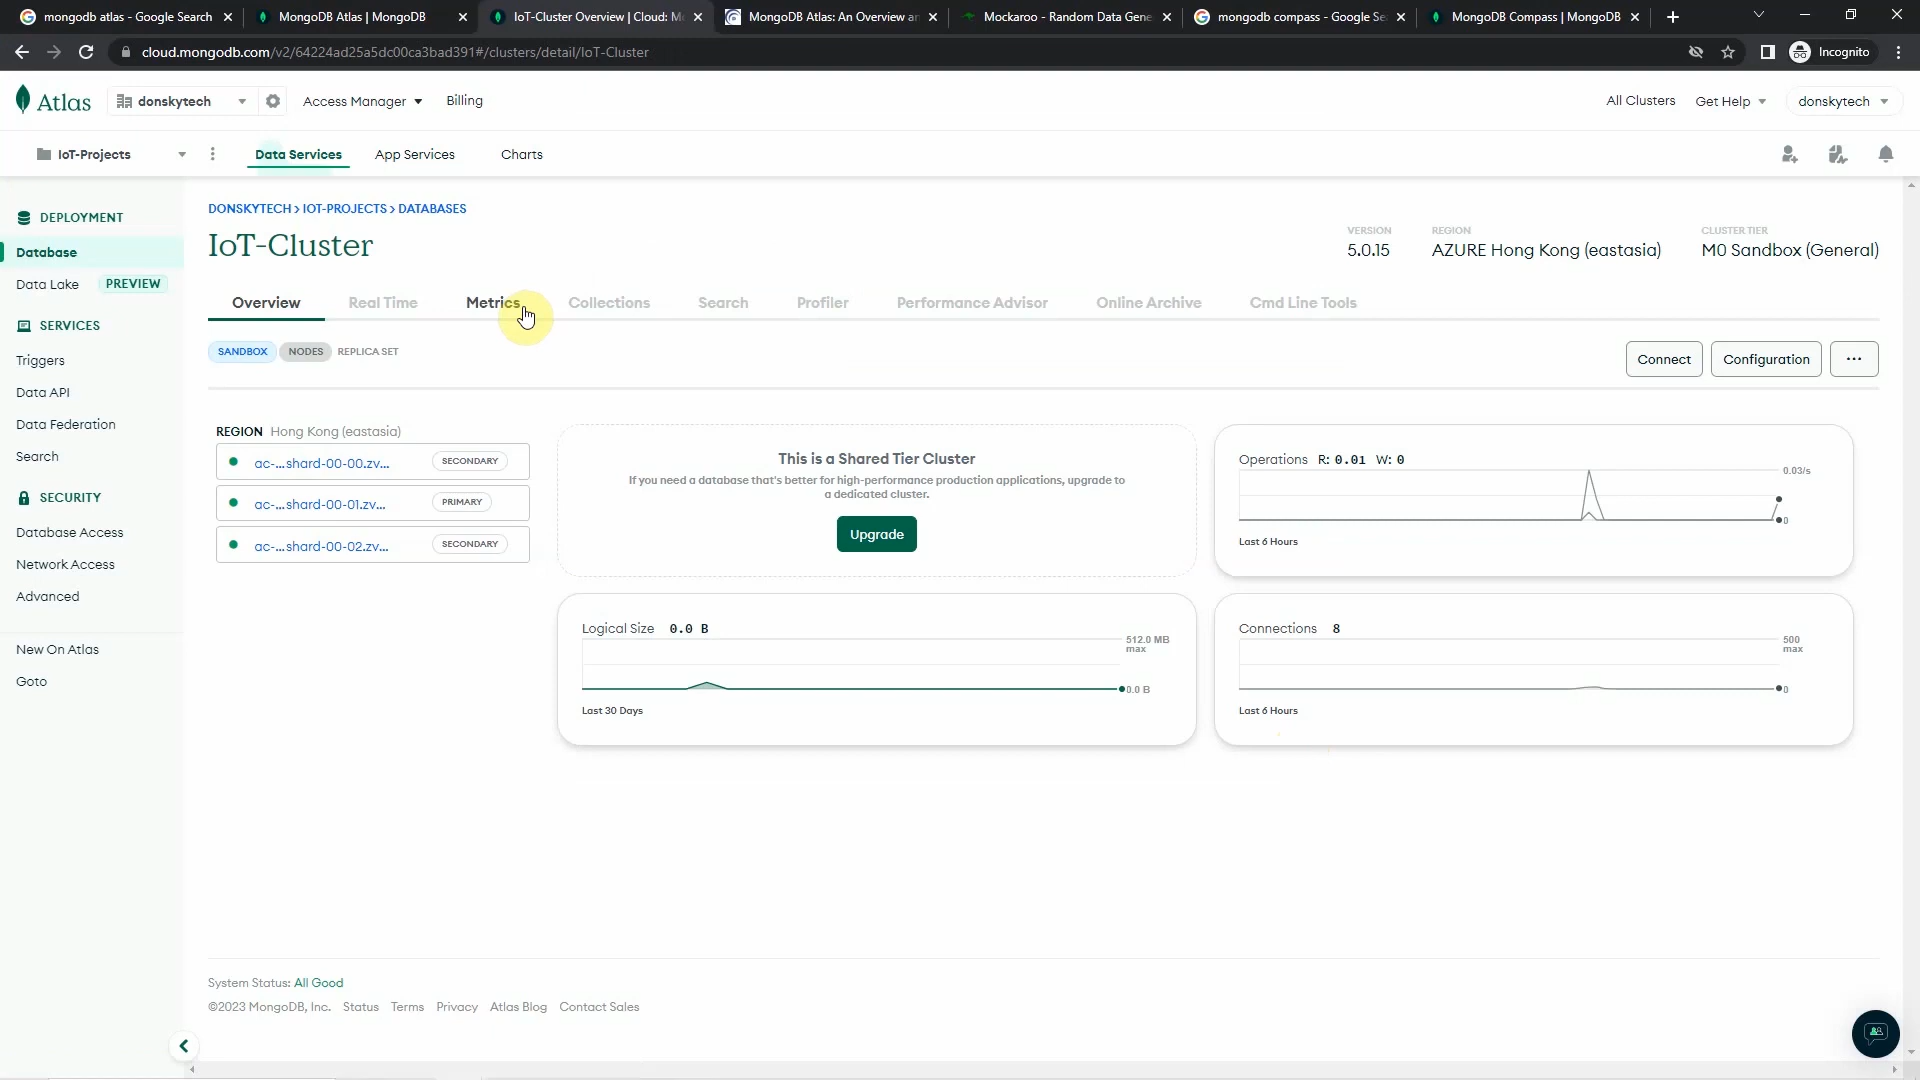 mongodb atlas - Google Search
MongoDB Atlas | MongoDB
IoT-Cluster Overview | Cloud: M
MongoDB Atlas: An Overview an
Mockaroo - Random Data Gene
mongodb compass - Google Se
MongoDB Compass | MongoDB
cloud.mongodb.com/v2/64224ad25a5dc00ca3bad391#/clusters/detail/IoT-Cluster
Incognito
Atlas
donskytech
Access Manager
Billing
All Clusters
Get Help
donskytech
IoT-Projects
Data Services
App Services
Charts
DEPLOYMENT
Database
Data Lake PREVIEW
SERVICES
Triggers
Data API
Data Federation
Search
SECURITY
Database Access
Network Access
Advanced
New On Atlas
Goto
DONSKYTECH > IOT-PROJECTS > DATABASES
IoT-Cluster
VERSION
5.0.15
REGION
AZURE Hong Kong (eastasia)
CLUSTER TIER
M0 Sandbox (General)
Overview
Real Time
Metrics
Collections
Search
Profiler
Performance Advisor
Online Archive
Cmd Line Tools
SANDBOX NODES REPLICA SET
Connect
Configuration
...
REGION Hong Kong (eastasia)
ac-...shard-00-00.zv... SECONDARY
ac-...shard-00-01.zv... PRIMARY
ac-...shard-00-02.zv... SECONDARY
This is a Shared Tier Cluster
If you need a database that's better for high-performance production applications, upgrade to
a dedicated cluster.
Upgrade
Operations R: 0.01 W: 0
0.03/s
0
Last 6 Hours
Logical Size 0.0 B
512.0 MB
max
0.0 B
Last 30 Days
Connections 8
500
max
0
Last 6 Hours
System Status: All Good
©2023 MongoDB, Inc. Status Terms Privacy Atlas Blog Contact Sales